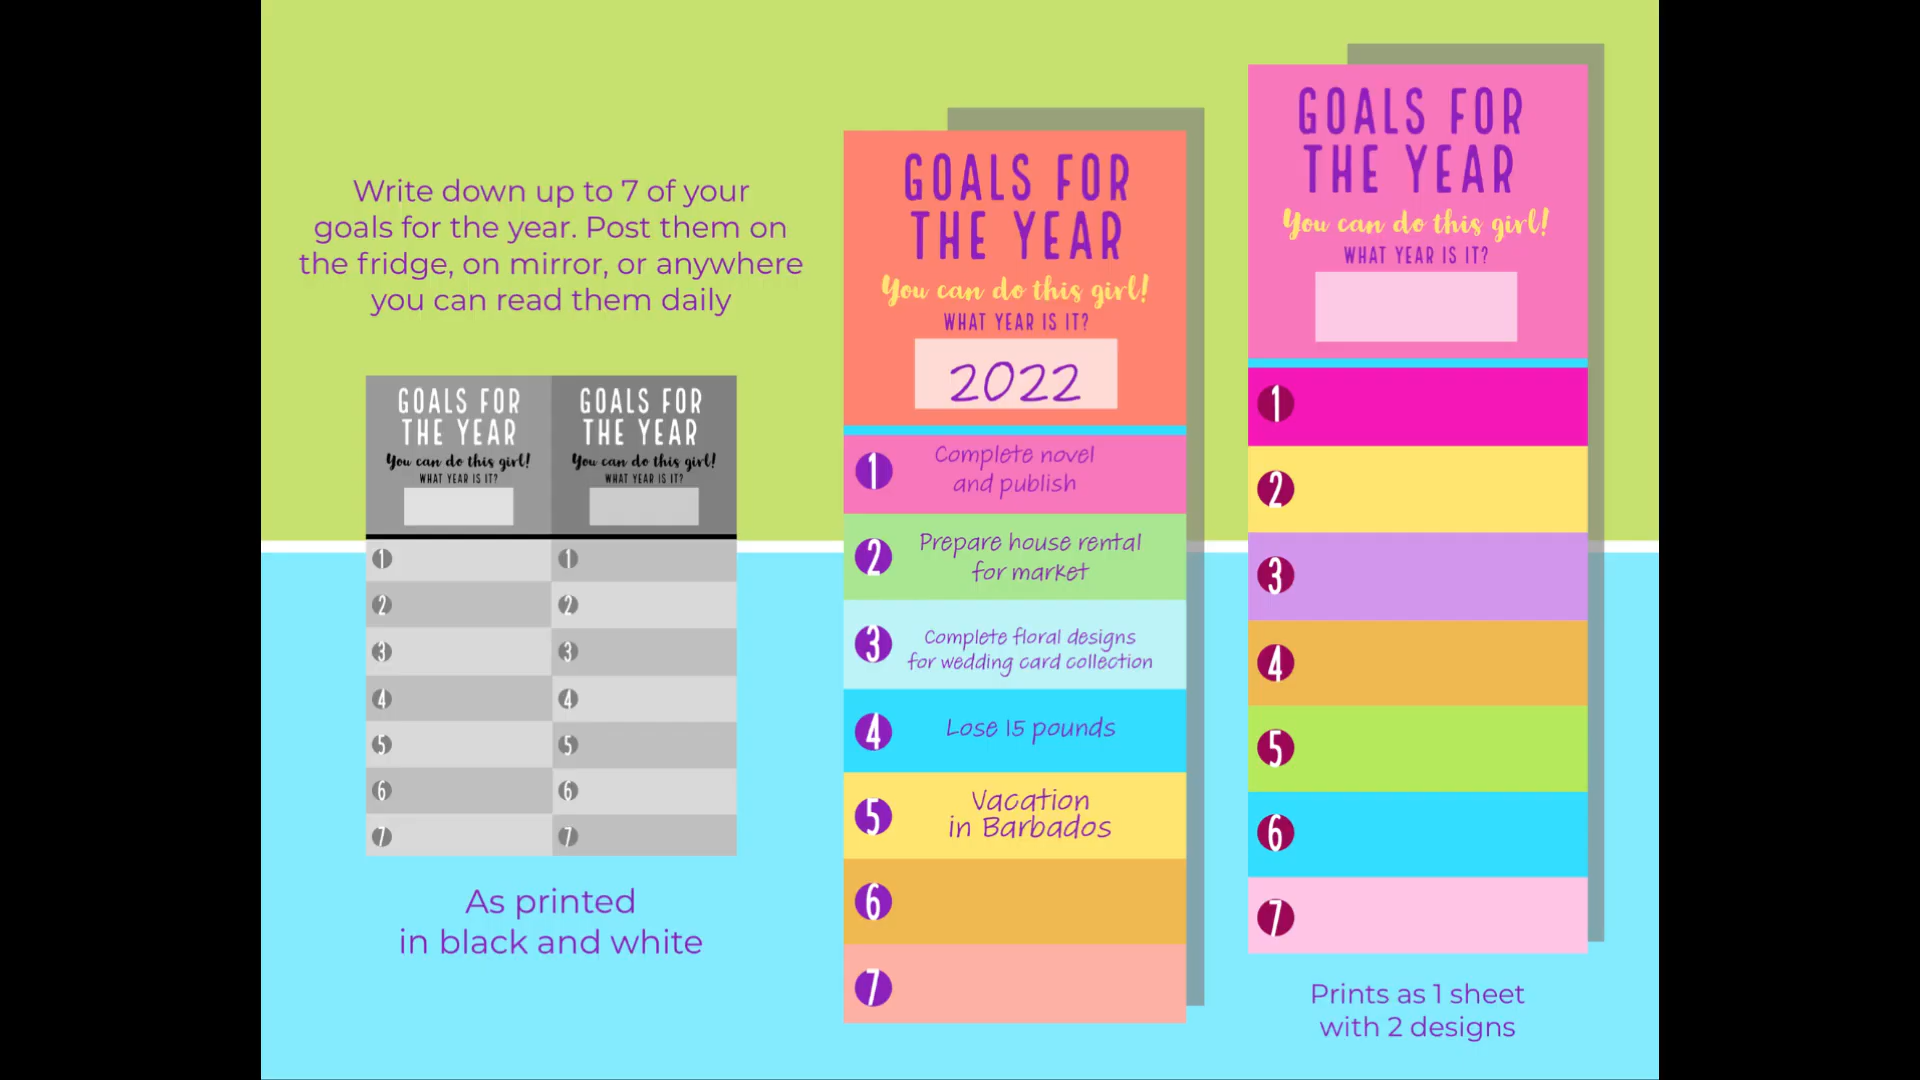 Write down up to 7 of your
goals for the year. Post them on
the fridge, on mirror, or anywhere
you can read them daily
GOALS FOR
THE YEAR
You can do this girl!
WHAT YEAR IS IT?
1
2
3
4
5
6
7
GOALS FOR
THE YEAR
You can do this girl!
WHAT YEAR IS IT?
1
2
3
4
5
6
7
As printed
in black and white
GOALS FOR
THE YEAR
You can do this girl!
WHAT YEAR IS IT?
2022
1 Complete novel
and publish
2 Prepare house rental
for market
3 Complete floral designs
for wedding card collection
4 Lose 15 pounds
5 Vacation
in Barbados
6
7
GOALS FOR
THE YEAR
You can do this girl!
WHAT YEAR IS IT?
1
2
3
4
5
6
7
Prints as 1 sheet
with 2 designs